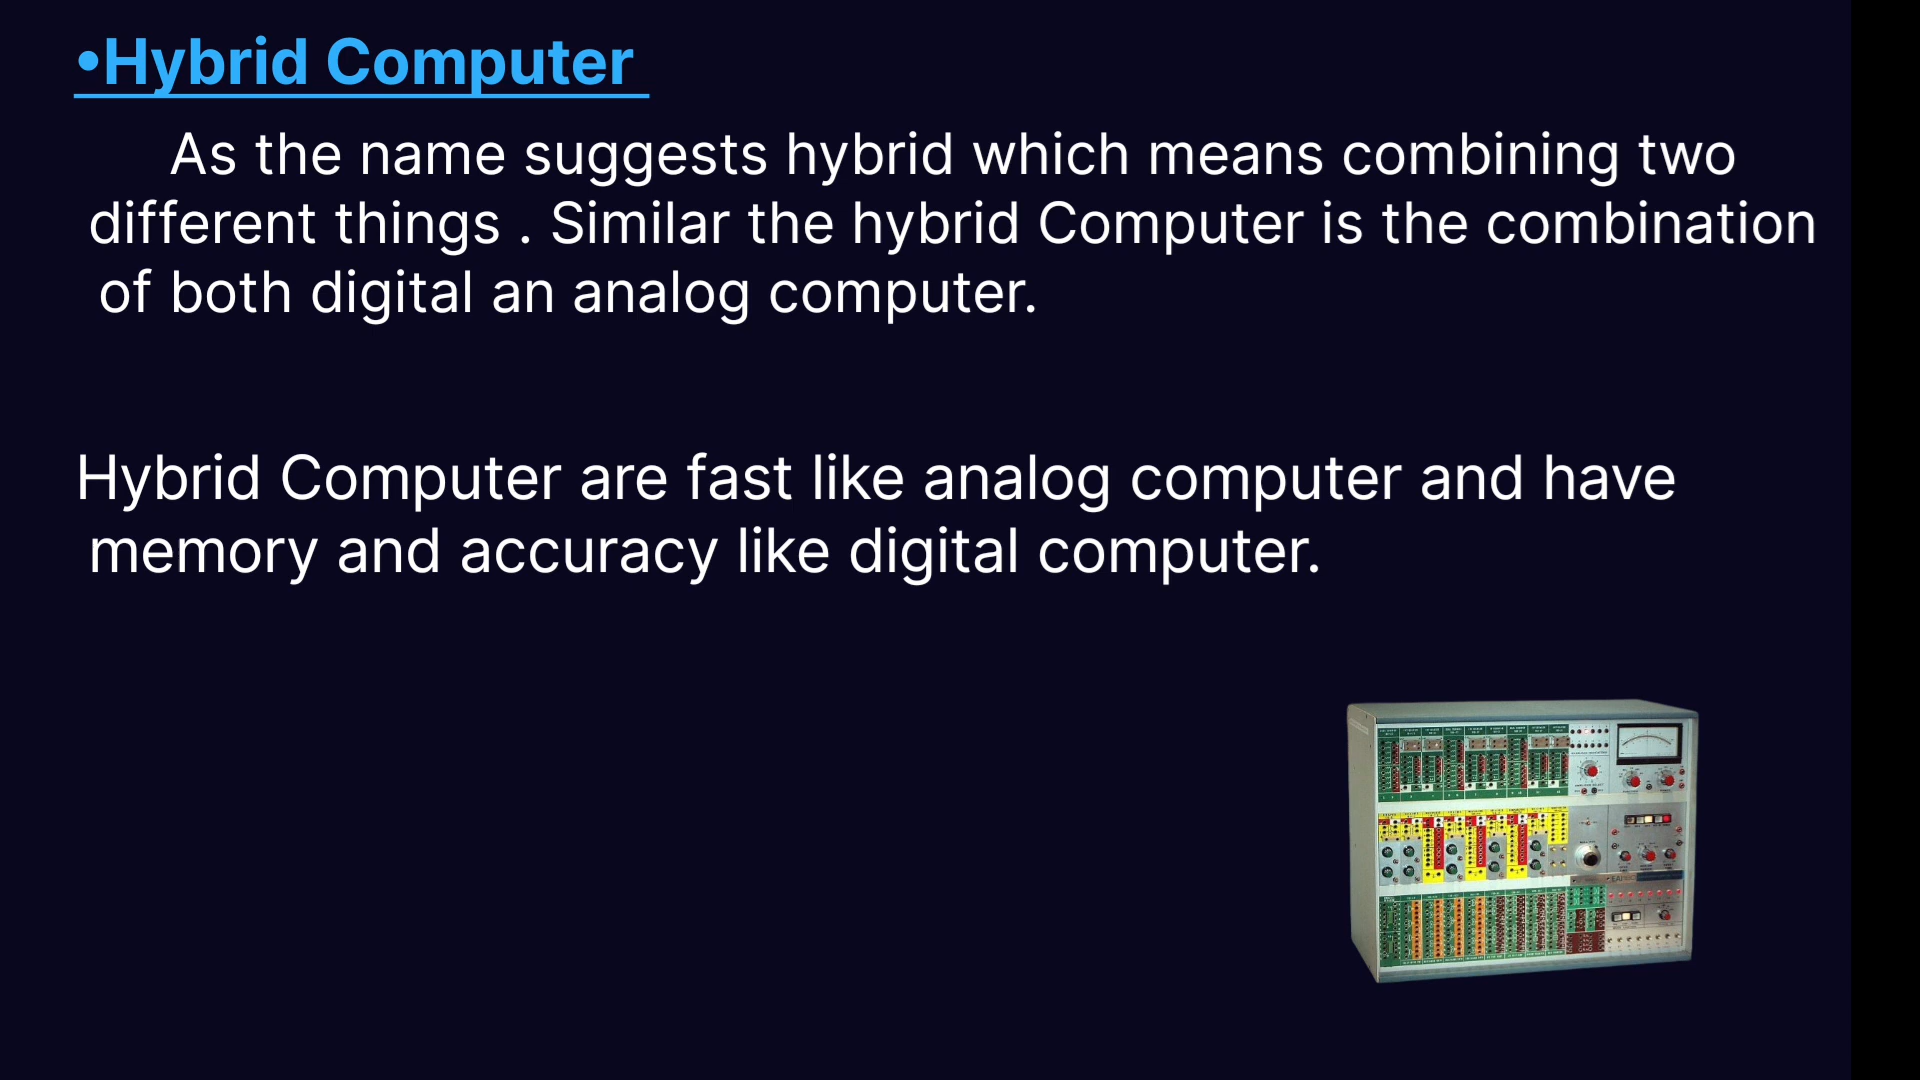 •Hybrid Computer
As the name suggests hybrid which means combining two
different things . Similar the hybrid Computer is the combination
of both digital an analog computer.
Hybrid Computer are fast like analog computer and have
memory and accuracy like digital computer.